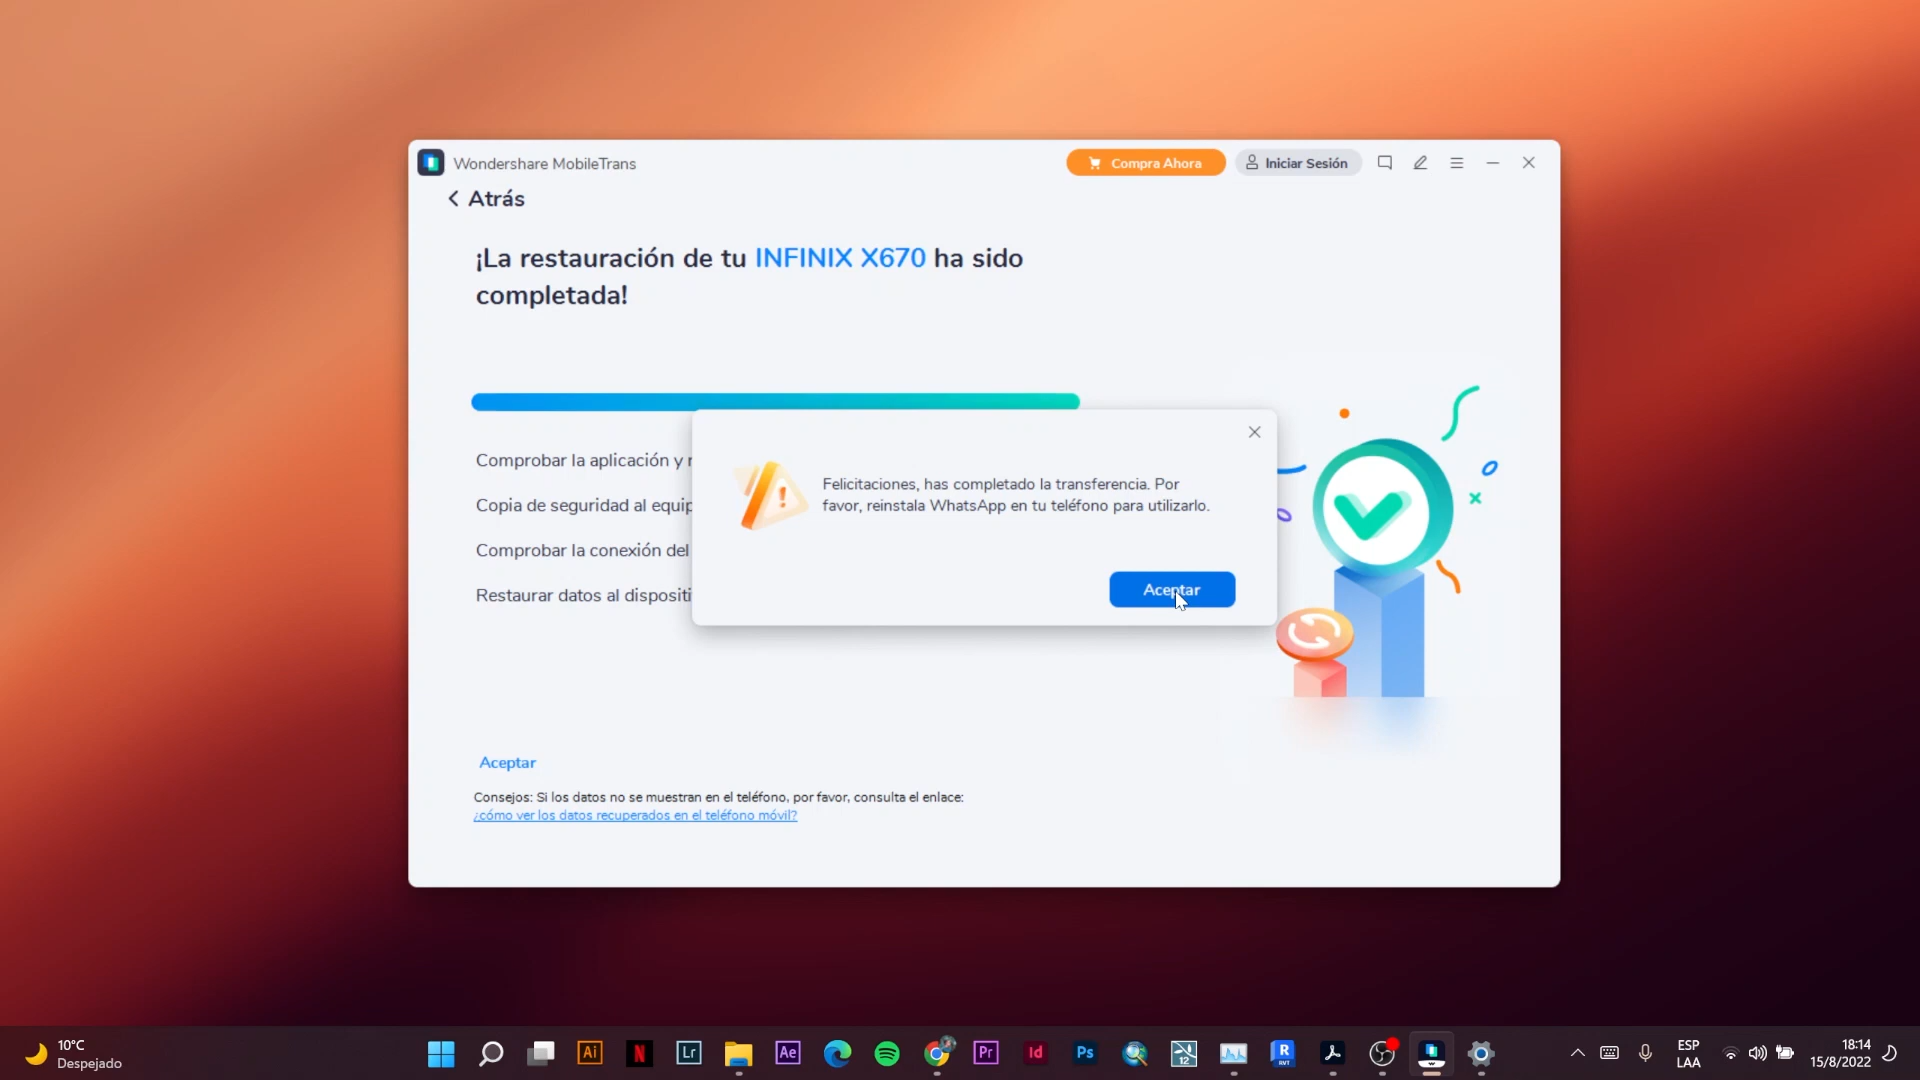 Wondershare MobileTrans
Compra Ahora
Iniciar Sesión
Atrás
¡La restauración de tu INFINIX X670 ha sido
completada!
Comprobar la aplicación y
Copia de seguridad al
Comprobar la conexión del
Restaurar datos al
Felicitaciones, has completado la transferencia. Por
favor, reinstala WhatsApp en tu teléfono para utilizarlo.
Aceptar
Aceptar
Consejos: Si los datos no se muestran en el teléfono, por favor, consulta el enlace:
¿cómo ver los datos recuperados en el teléfono móvil?
10°C
Despejado
Ai
N
Lr
Ae
Pr
Id
Ps
12
R
RVT
ESP
LAA
18:14
15/8/2022